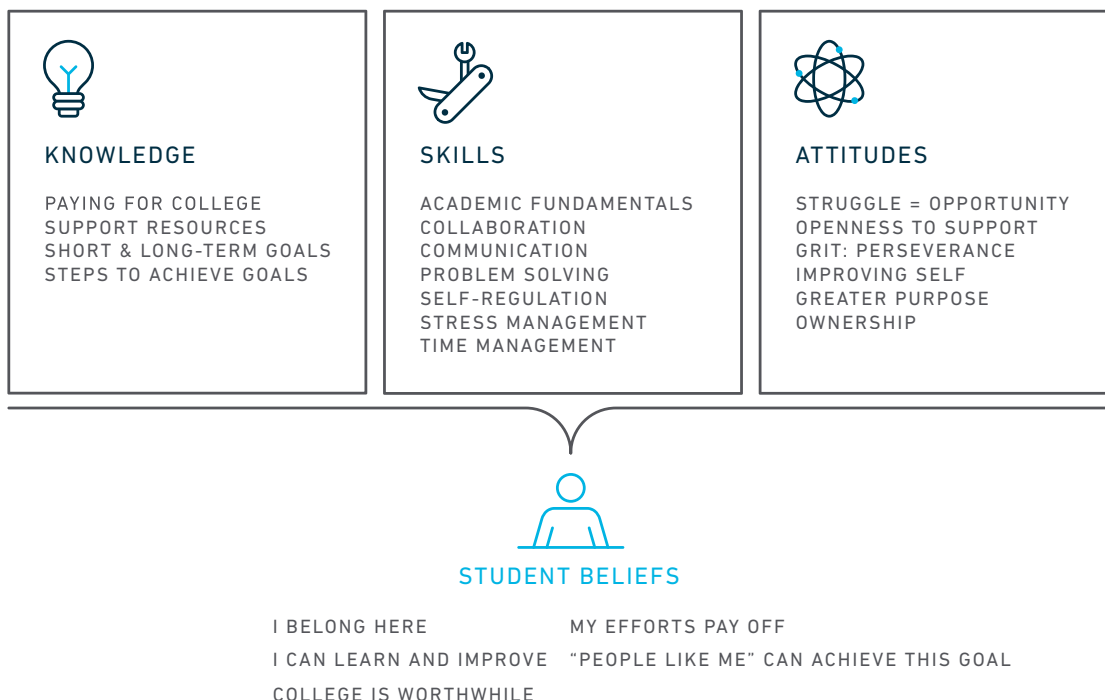 KNOWLEDGE
PAYING FOR COLLEGE
SUPPORT RESOURCES
SHORT & LONG-TERM GOALS
STEPS TO ACHIEVE GOALS
SKILLS
ACADEMIC FUNDAMENTALS
COLLABORATION
COMMUNICATION
PROBLEM SOLVING
SELF-REGULATION
STRESS MANAGEMENT
TIME MANAGEMENT
ATTITUDES
STRUGGLE = OPPORTUNITY
OPENNESS TO SUPPORT
GRIT: PERSEVERANCE
IMPROVING SELF
GREATER PURPOSE
OWNERSHIP
STUDENT BELIEFS
I BELONG HERE
I CAN LEARN AND IMPROVE
COLLEGE IS WORTHWHILE
MY EFFORTS PAY OFF
“PEOPLE LIKE ME” CAN ACHIEVE THIS GOAL